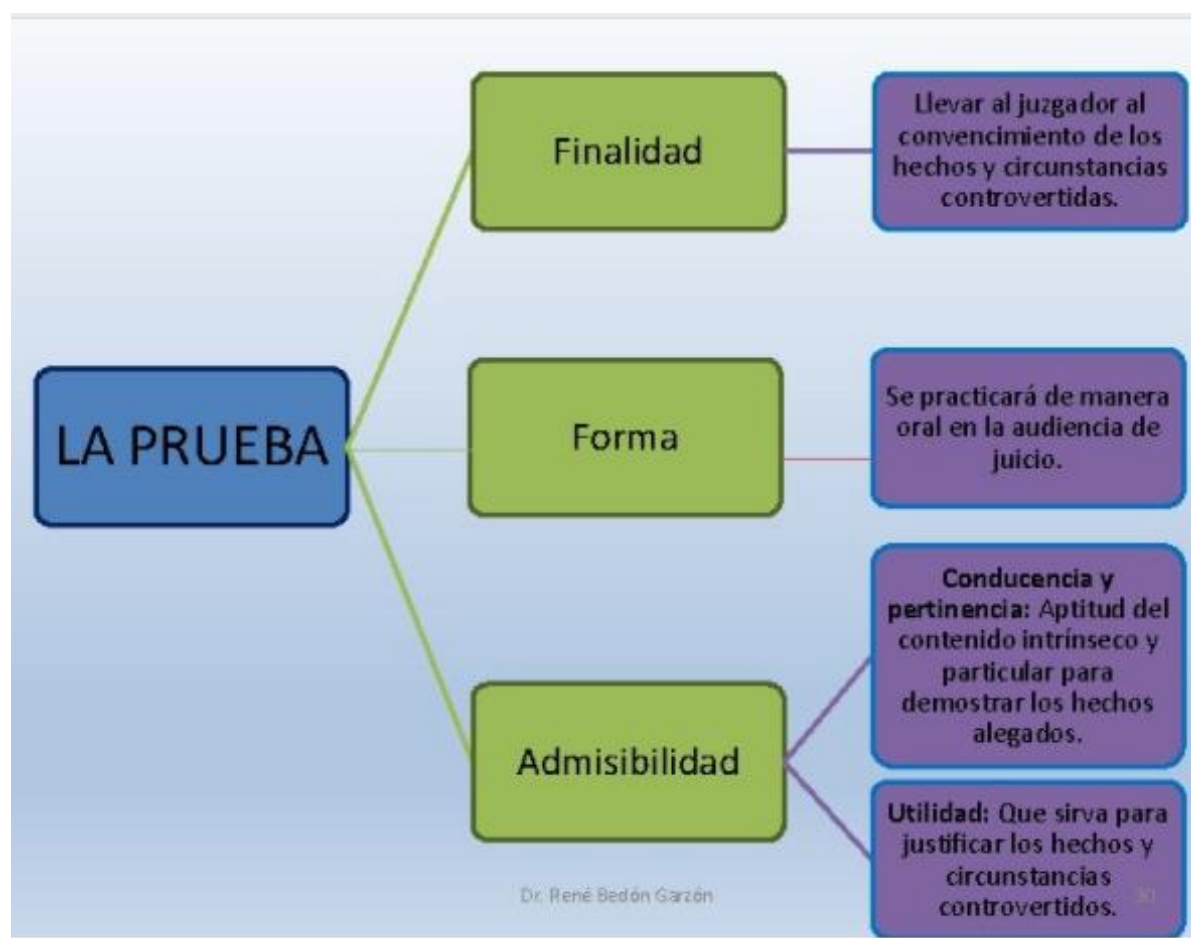 LA PRUEBA
Finalidad
Llevar al juzgador al
convencimiento de los
hechos y circunstancias
controvertidas.
Forma
Se practicará de manera
oral en la audiencia de
juicio.
Admisibilidad
Conducencia y
pertinencia: Aptitud del
contenido intrínseco y
particular para
demostrar los hechos
alegados.
Utilidad: Que sirva para
justificar los hechos y
circunstancias
controvertidos.
Dr. René Bedón Garzón
30